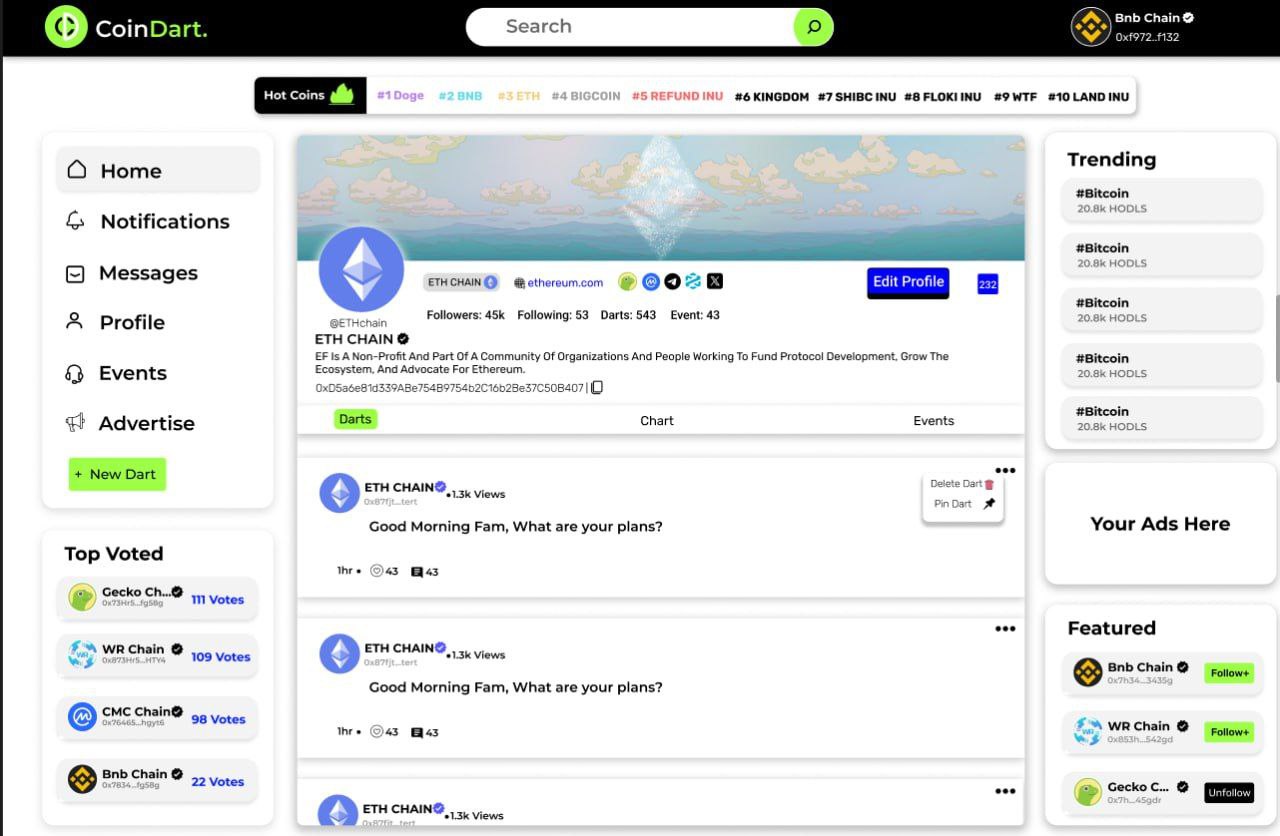 CoinDart.
Search
Bnb Chain
0xf972..f132
Hot Coins
#1 Doge #2 BNB #3 ETH #4 BIGCOIN #5 REFUND INU #6 KINGDOM #7 SHIBC INU #8 FLOKI INU #9 WTF #10 LAND INU
Home
Notifications
Messages
Profile
Events
Advertise
+ New Dart
Top Voted
Gecko Ch...
0x73Hr5...fg58g
111 Votes
WR Chain
0x873Hr5...HTY4
109 Votes
CMC Chain
0x76465...hgyt6
98 Votes
Bnb Chain
0x7834...fg58g
22 Votes
ETH CHAIN
ethereum.com
Edit Profile
232
Followers: 45k Following: 53 Darts: 543 Event: 43
@ETHchain
ETH CHAIN
EF Is A Non-Profit And Part Of A Community Of Organizations And People Working To Fund Protocol Development, Grow The
Ecosystem, And Advocate For Ethereum.
0xD5a6e81d339ABe754B9754b2C16b2Be37C50B407 |
Darts
Chart
Events
ETH CHAIN
•1.3k Views
0x87fjt...tert
Good Morning Fam, What are your plans?
1hr • 43 43
Delete Dart
Pin Dart
ETH CHAIN
•1.3k Views
0x87fjt...tert
Good Morning Fam, What are your plans?
1hr • 43 43
ETH CHAIN
•1.3k Views
0x87fjt...tert
Trending
#Bitcoin
20.8k HODLS
#Bitcoin
20.8k HODLS
#Bitcoin
20.8k HODLS
#Bitcoin
20.8k HODLS
#Bitcoin
20.8k HODLS
Your Ads Here
Featured
Bnb Chain
0x7h34...3435g
Follow+
WR Chain
0x853h...542gd
Follow+
Gecko C...
0x7h...45gdr
Unfollow